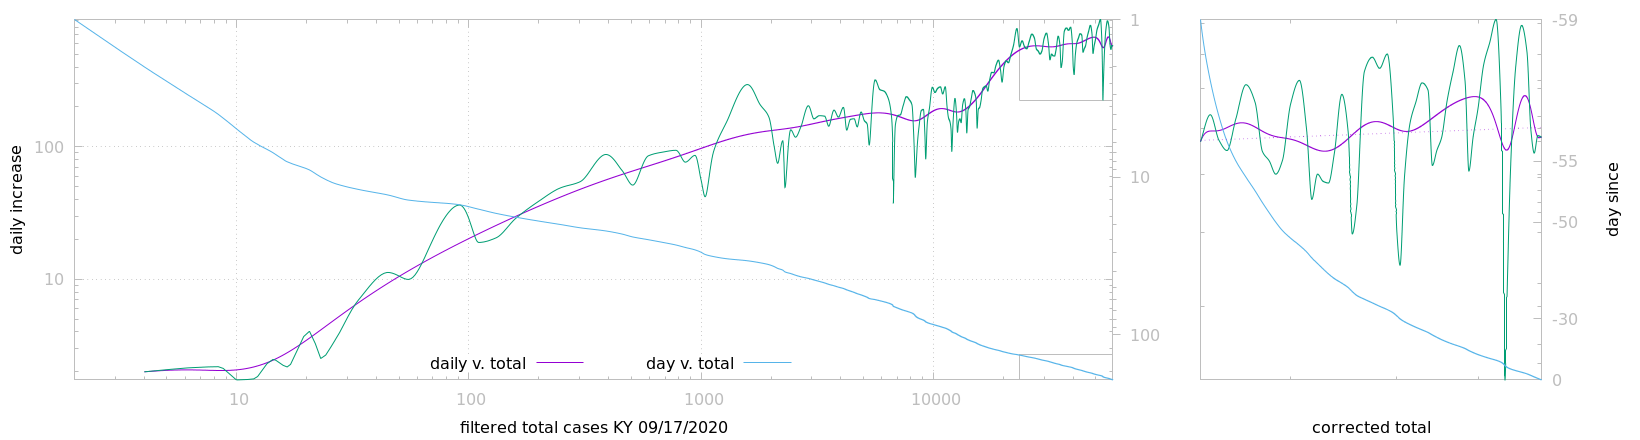 daily increase
100
10
10
100
1000
10000
filtered total cases KY 09/17/2020
daily v. total
day v. total
1
10
100
-59
-55
-50
-30
0
day since
corrected total